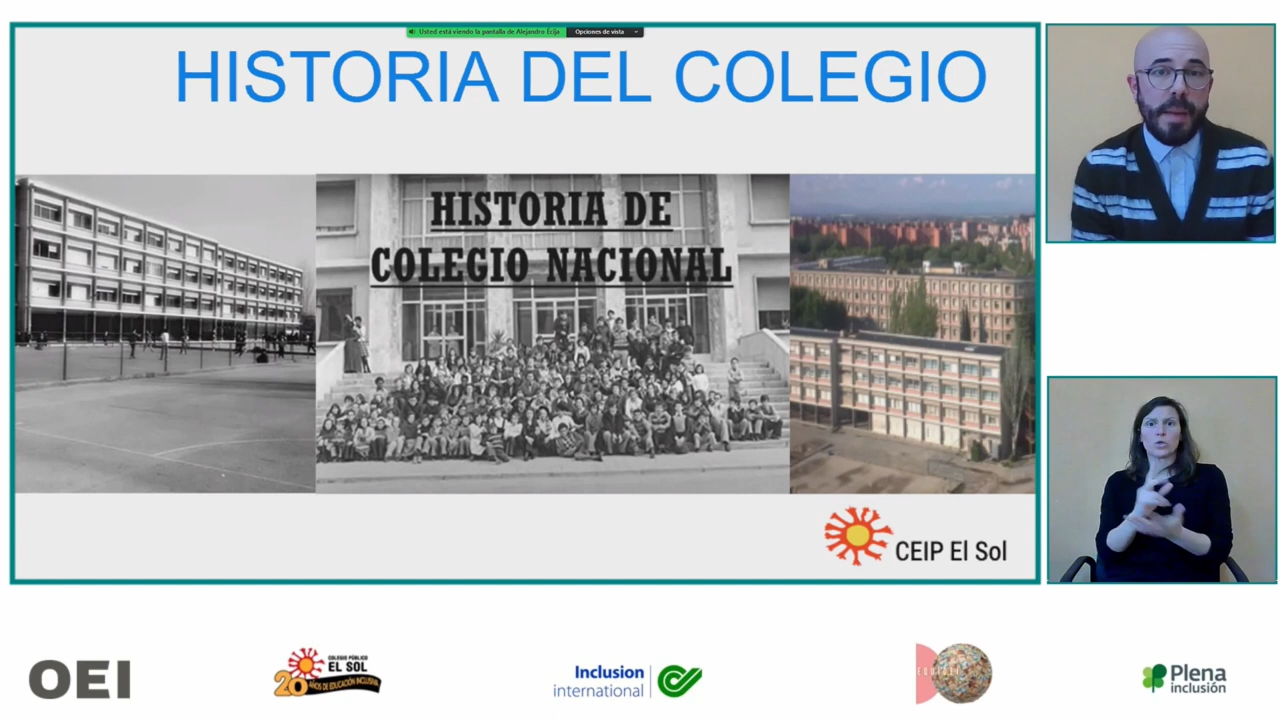 Usted está viendo la pantalla de Alejandro Écija
Opciones de vista
HISTORIA DEL COLEGIO
HISTORIA DE
COLEGIO NACIONAL
CEIP El Sol
OEI
COLEGIO PÚBLICO
EL SOL
20 AÑOS DE EDUCACIÓN INCLUSIVA
Inclusion
international
Plena
inclusión